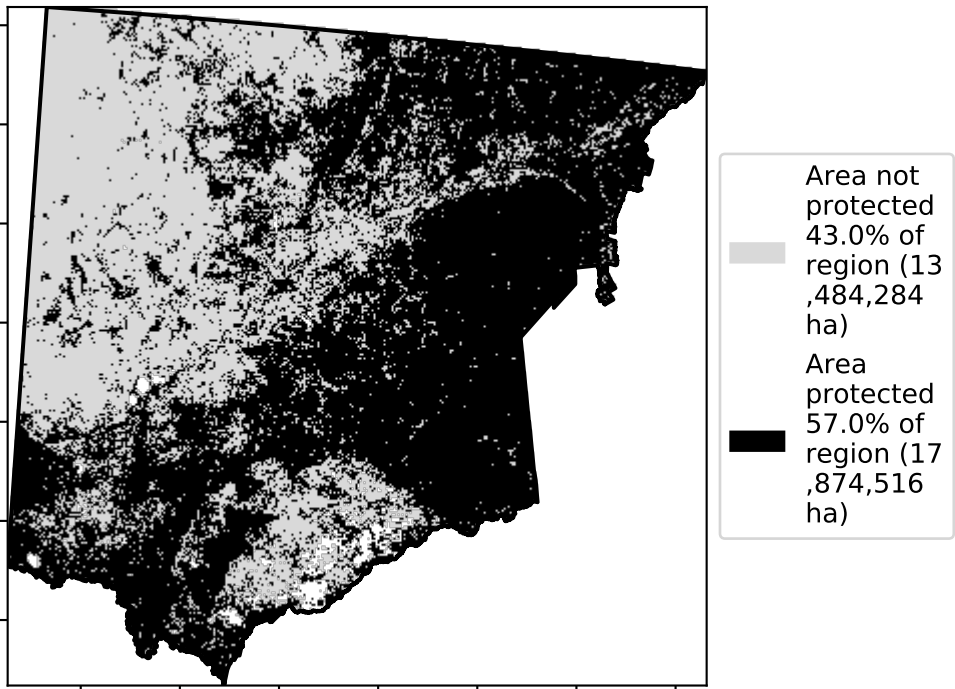 Area not
protected
43.0% of
region (13
,484,284
ha)
Area
protected
57.0% of
region (17
,874,516
ha)